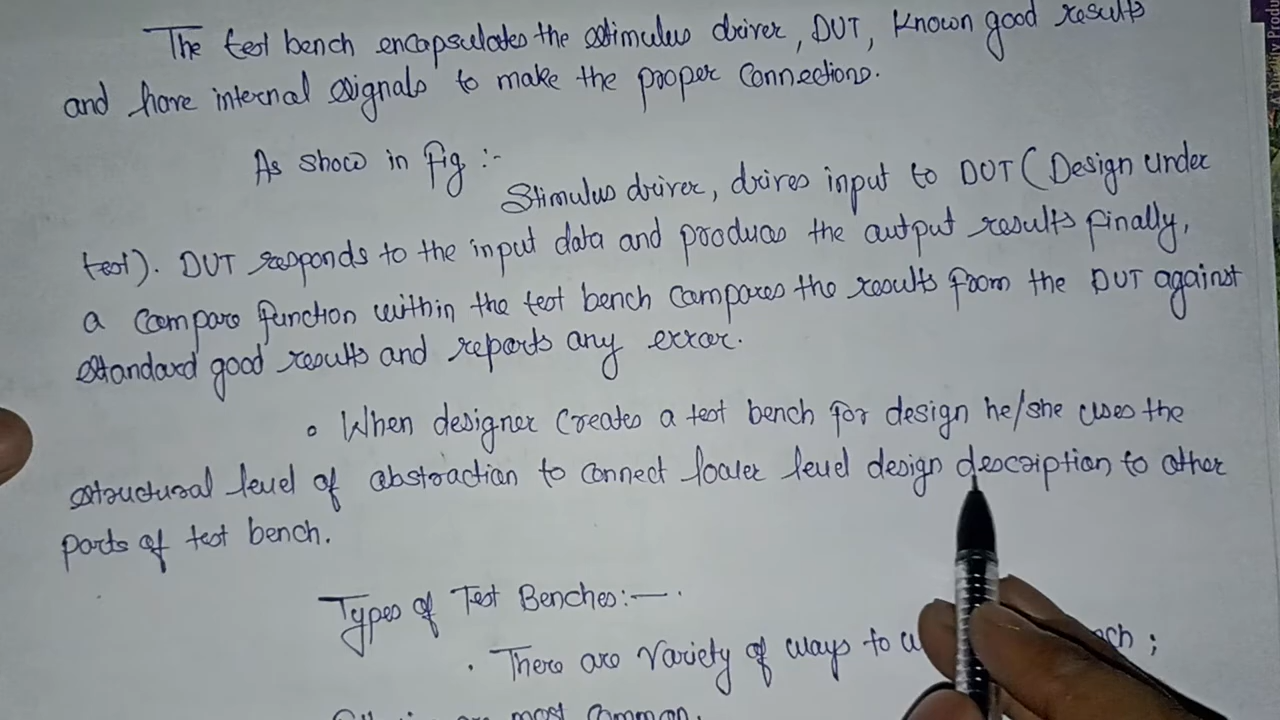 The test bench encapsulates the stimulus driver, DUT, Known good results
and have internal signals to make the proper Connections.
As show in fig :-
Stimulus driver, drives input to DUT ( Design under
test). DUT responds to the input data and produces the output results finally,
a compare function within the test bench compares the results from the DUT against
standard good results and reports any error.
• When designer Creates a test bench for design he/she uses the
structural level of abstraction to connect lower level design description to other
parts of test bench.
Types of Test Benches:—.
. There are Variety of ways to
most common.